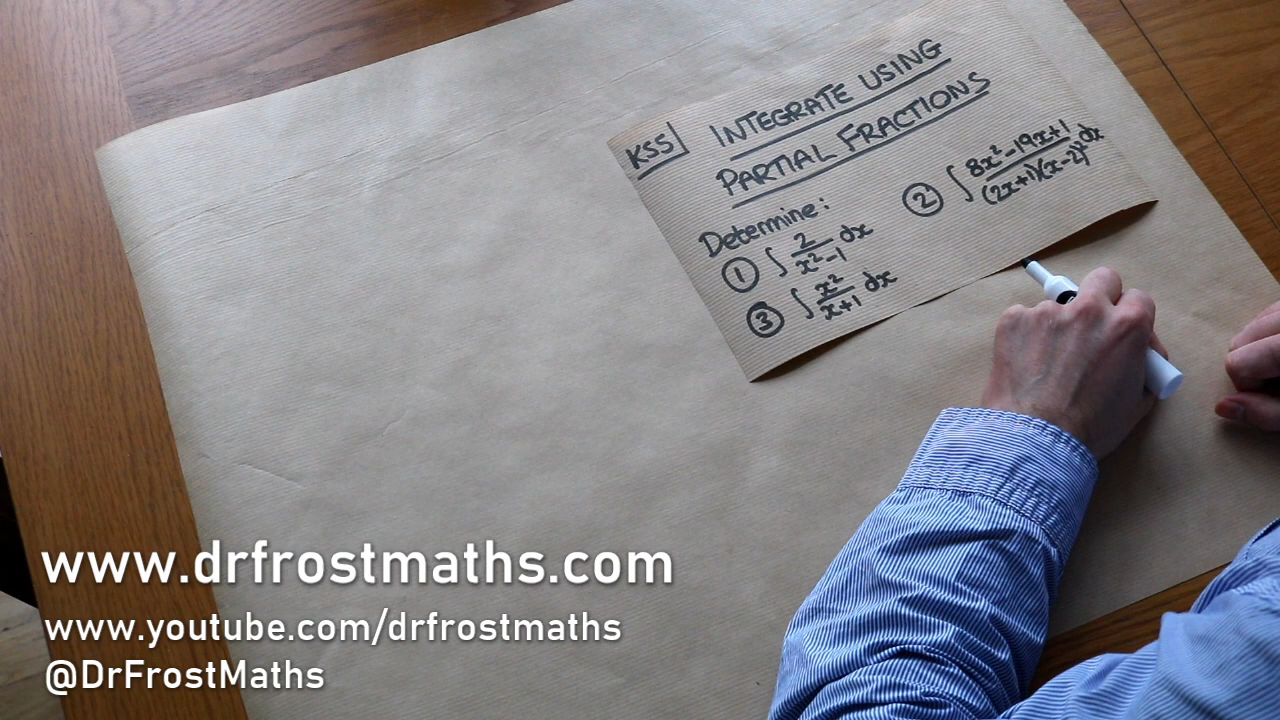 KS5
INTEGRATE USING
PARTIAL FRACTIONS
Determine:
① ∫ 2/(x²-1) dx
② ∫ (8x²-19x+1)/((2x+1)(x-2)²) dx
③ ∫ x²/(x+1) dx
www.drfrostmaths.com
www.youtube.com/drfrostmaths
@DrFrostMaths